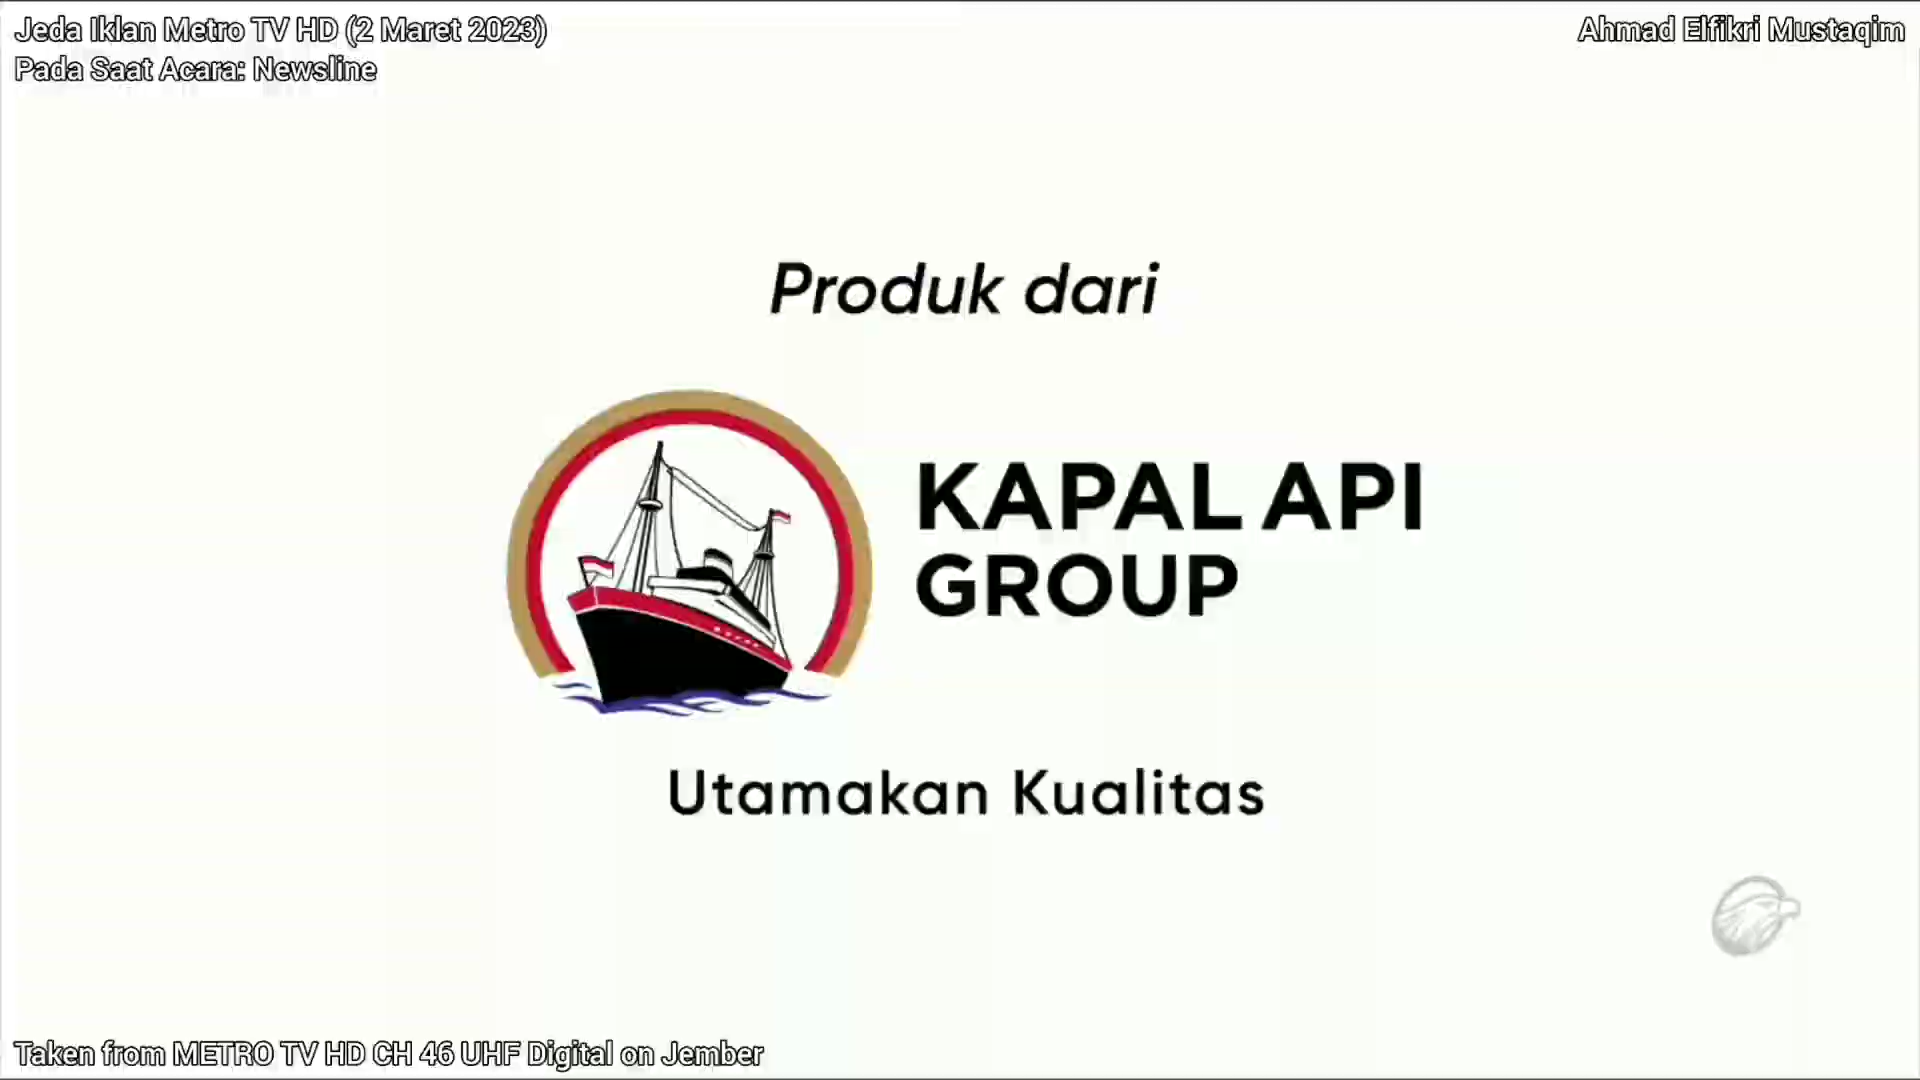 Jeda Iklan Metro TV HD (2 Maret 2023)
Pada Saat Acara: Newsline
Ahmad Elfikri Mustaqim
Produk dari
KAPAL API
GROUP
Utamakan Kualitas
Taken from METRO TV HD CH 46 UHF Digital on Jember